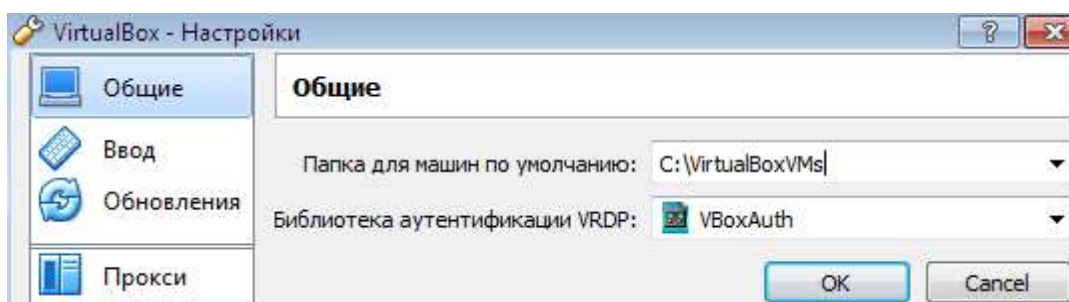 VirtualBox - Настройки
Общие
Общие
Ввод
Папка для машин по умолчанию: C:\VirtualBoxVMs
Обновления
Библиотека аутентификации VRDP: VBoxAuth
Прокси
OK Cancel